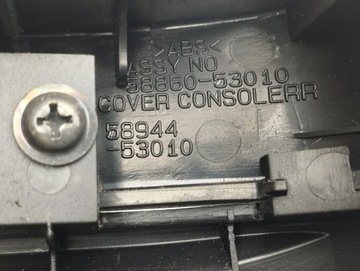 >ABS<
ASSY NO
58860-53010
COVER CONSOLERR
58944
-53010